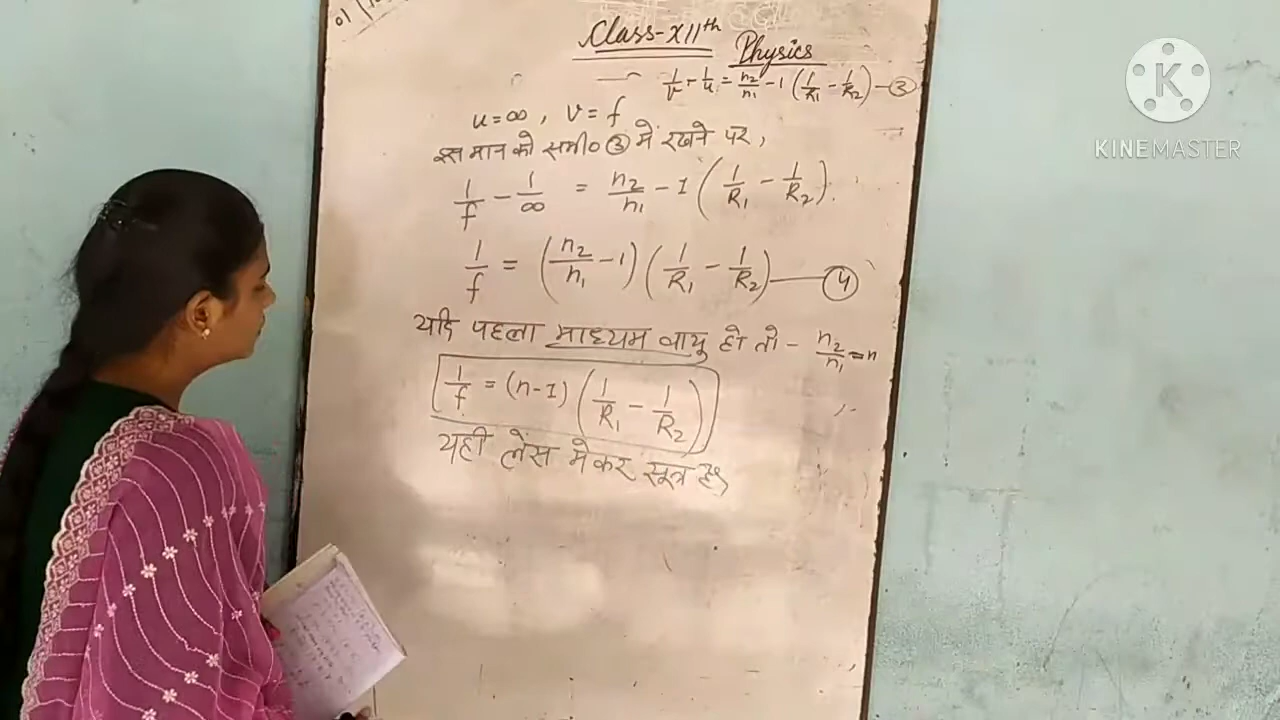 Class-XIIth
Physics
1/v - 1/u = n2/n1 - 1 (1/R1 - 1/R2) — ③
u = ∞, v = f
इस मान को समी० ③ में रखने पर,
1/f - 1/∞ = n2/n1 - 1 (1/R1 - 1/R2).
1/f = (n2/n1 - 1) (1/R1 - 1/R2) — ④
यदि पहला माध्यम वायु हो तो - n2/n1 = n
1/f = (n-1) (1/R1 - 1/R2)
यही लेंस मेकर सूत्र है,
K
KINEMASTER